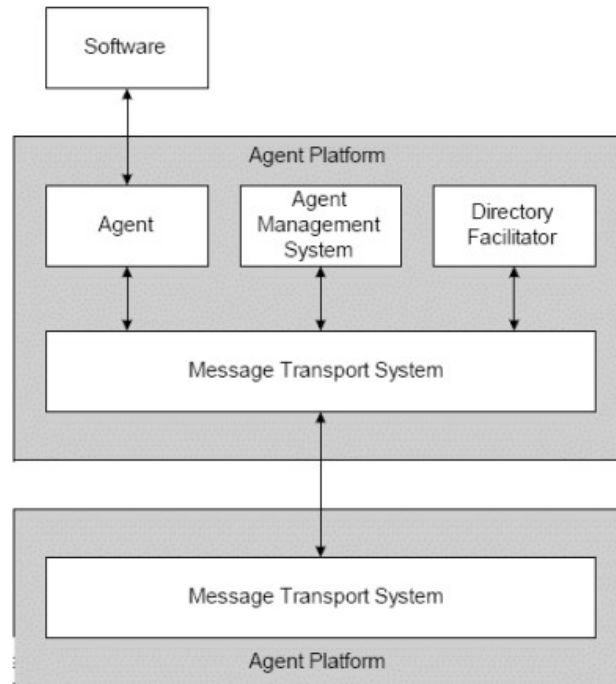 Software
Agent Platform
Agent
Agent
Management
System
Directory
Facilitator
Message Transport System
Message Transport System
Agent Platform